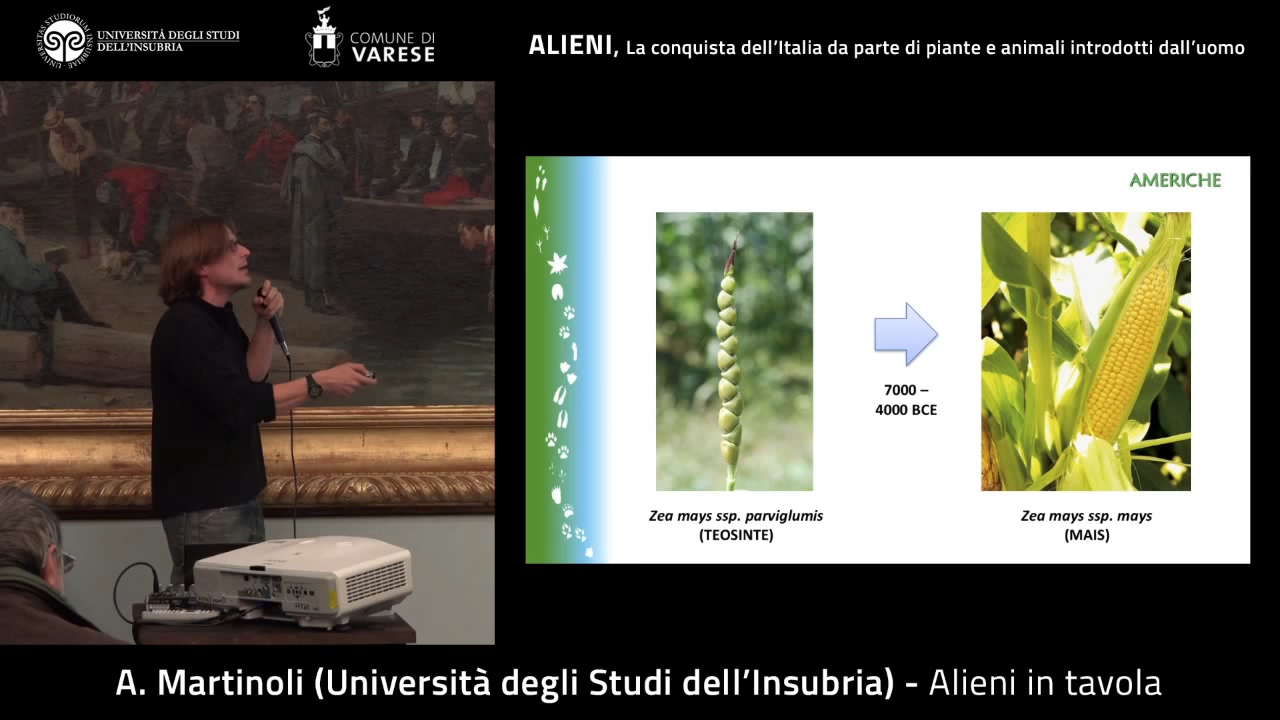 UNIVERSITÀ DEGLI STUDI
DELL'INSUBRIA
COMUNE DI
VARESE
ALIENI, La conquista dell'Italia da parte di piante e animali introdotti dall'uomo
AMERICHE
7000 –
4000 BCE
Zea mays ssp. parviglumis
(TEOSINTE)
Zea mays ssp. mays
(MAIS)
A. Martinoli (Università degli Studi dell'Insubria) - Alieni in tavola